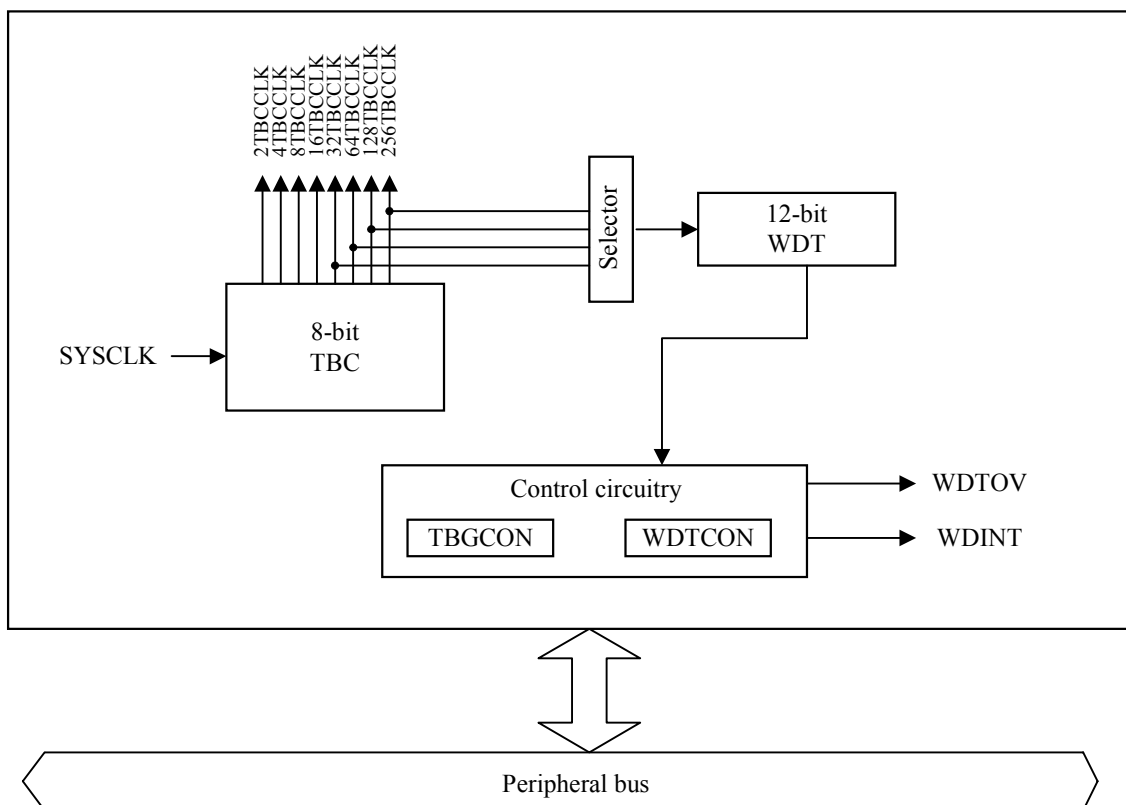 2TBCCLK
4TBCCLK
8TBCCLK
16TBCCLK
32TBCCLK
64TBCCLK
128TBCCLK
256TBCCLK
Selector
12-bit
WDT
8-bit
TBC
SYSCLK
Control circuitry
TBGCON
WDTCON
WDTOV
WDINT
Peripheral bus